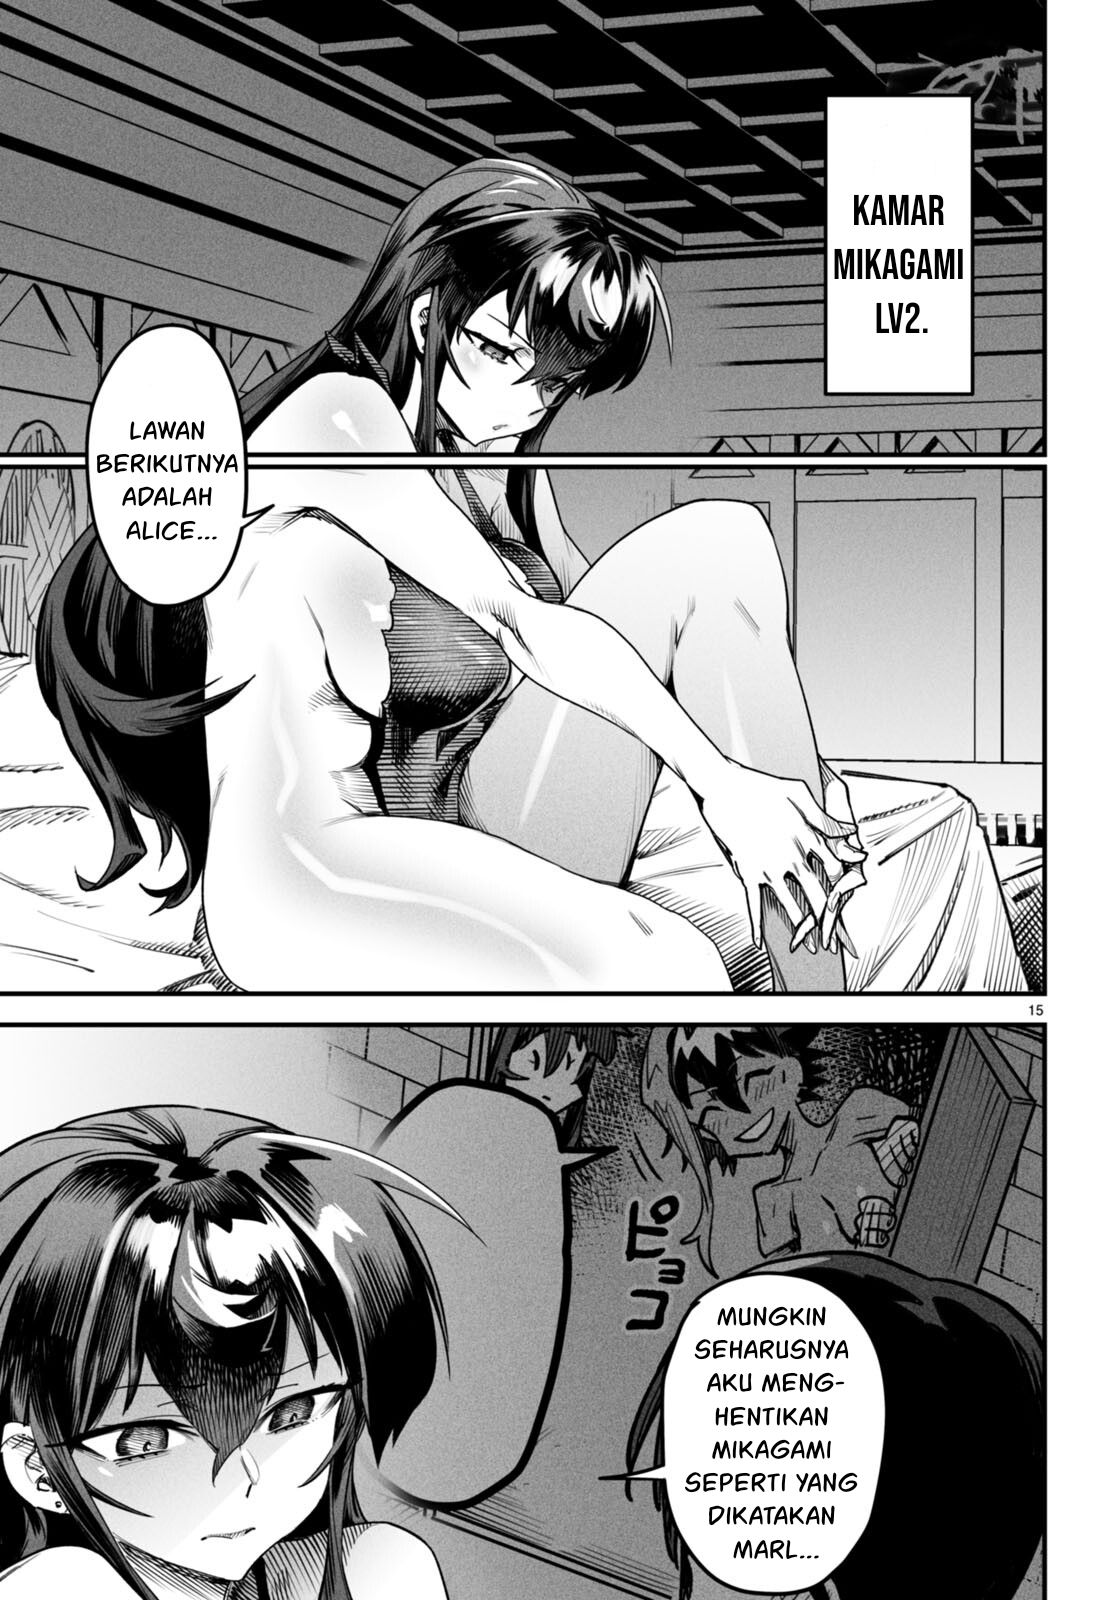 KAMAR
MIKAGAMI
LV2.
LAWAN
BERIKUTNYA
ADALAH
ALICE...
15
ピョコッ
MUNGKIN
SEHARUSNYA
AKU MENG-
HENTIKAN
MIKAGAMI
SEPERTI YANG
DIKATAKAN
MARL...